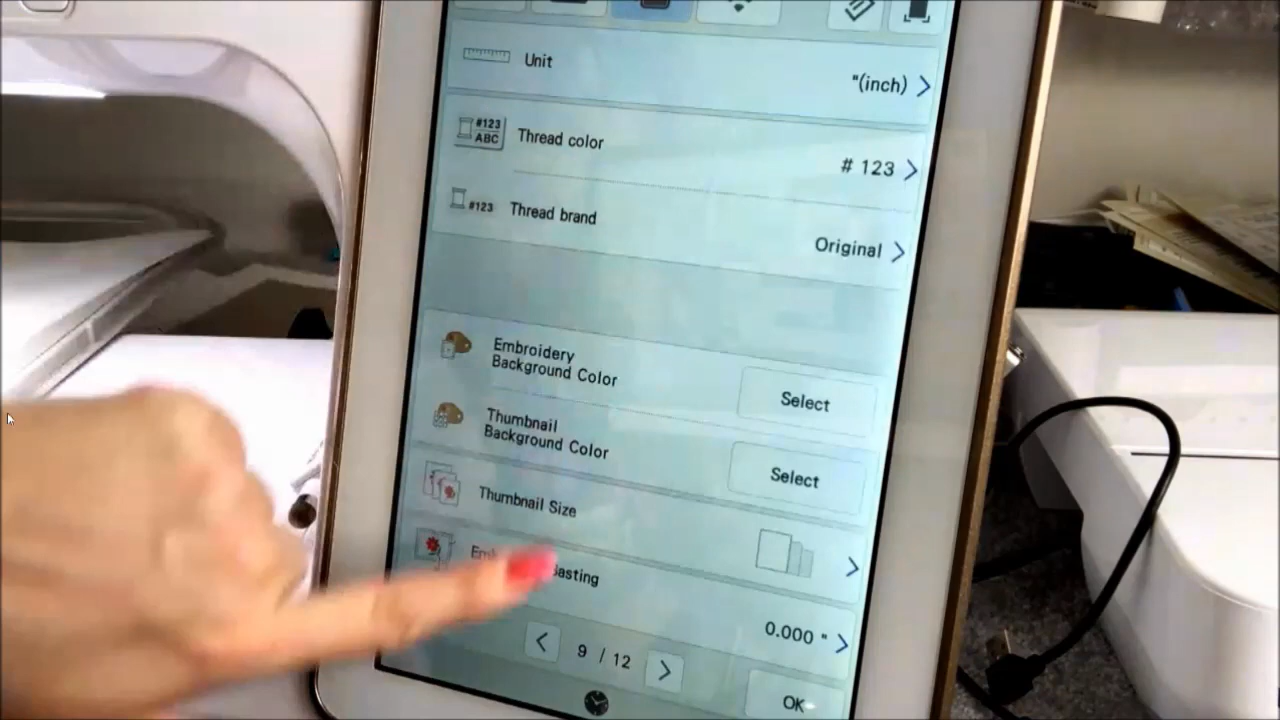 Unit
"(inch)
#123
ABC
Thread color
# 123
#123
Thread brand
Original
Embroidery
Background Color
Select
Thumbnail
Background Color
Select
Thumbnail Size
0.000 "
9 / 12
OK